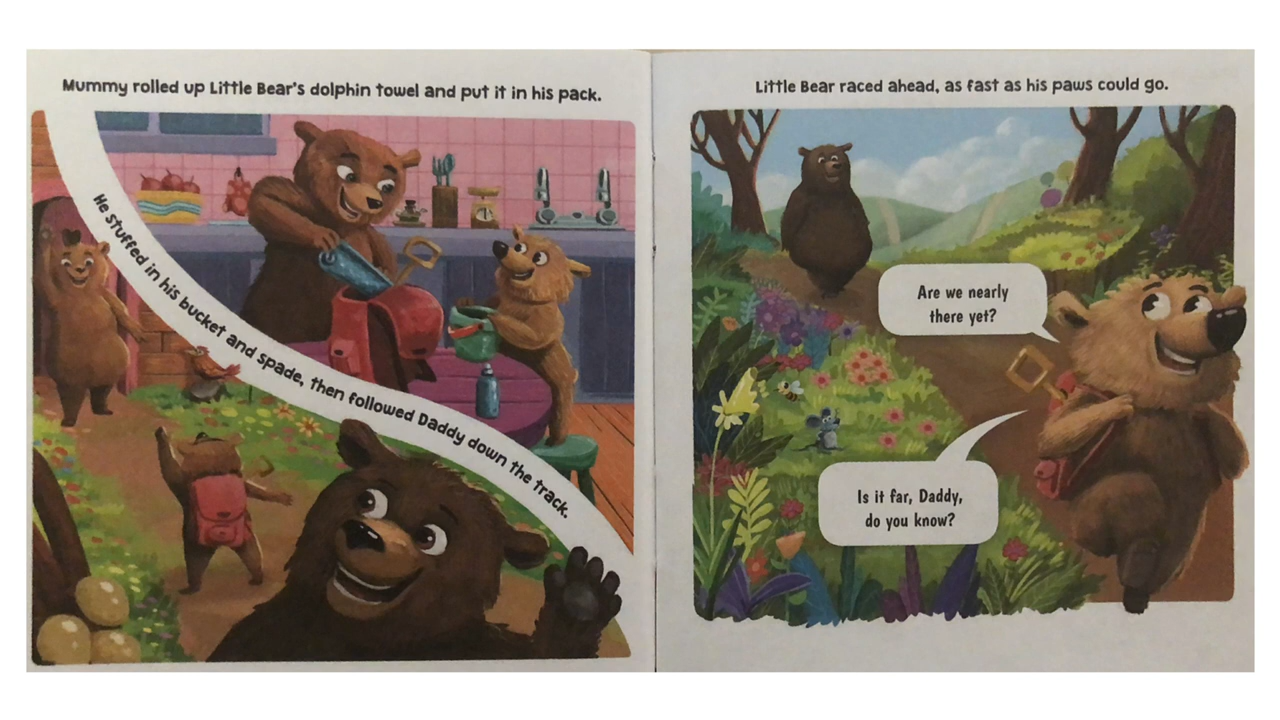 Mummy rolled up Little Bear's dolphin towel and put it in his pack.
He stuffed in his bucket and spade, then followed Daddy down the track.
Little Bear raced ahead, as fast as his paws could go.
Are we nearly
there yet?
Is it far, Daddy,
do you know?